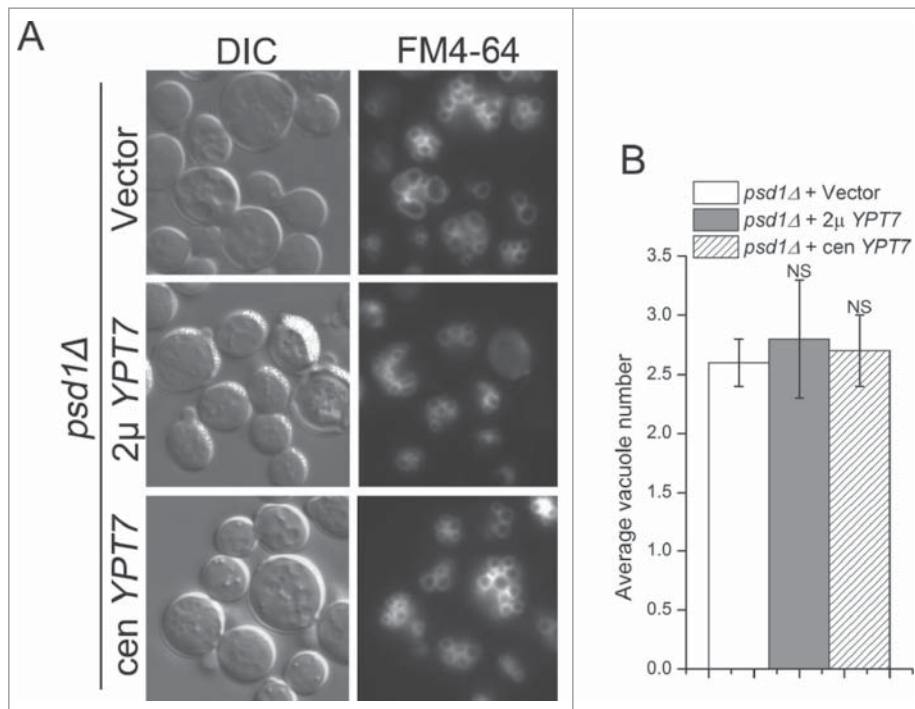 A
DIC
FM4-64
psd1Δ
Vector
2μ YPT7
cen YPT7
B
psd1Δ + Vector
psd1Δ + 2μ YPT7
psd1Δ + cen YPT7
NS
NS
3.5
3.0
2.5
2.0
1.5
1.0
0.5
0.0
Average vacuole number